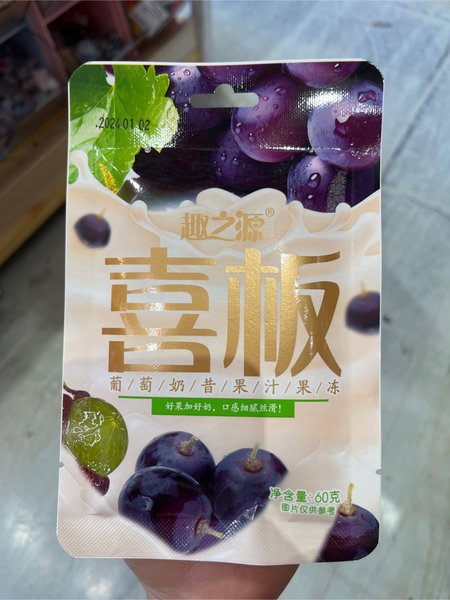 .2024 01 02
趣之源®
喜板
葡/萄/奶/昔/果/汁/果/冻
好果加好奶，口感细腻丝滑！
净含量：60克
图片仅供参考